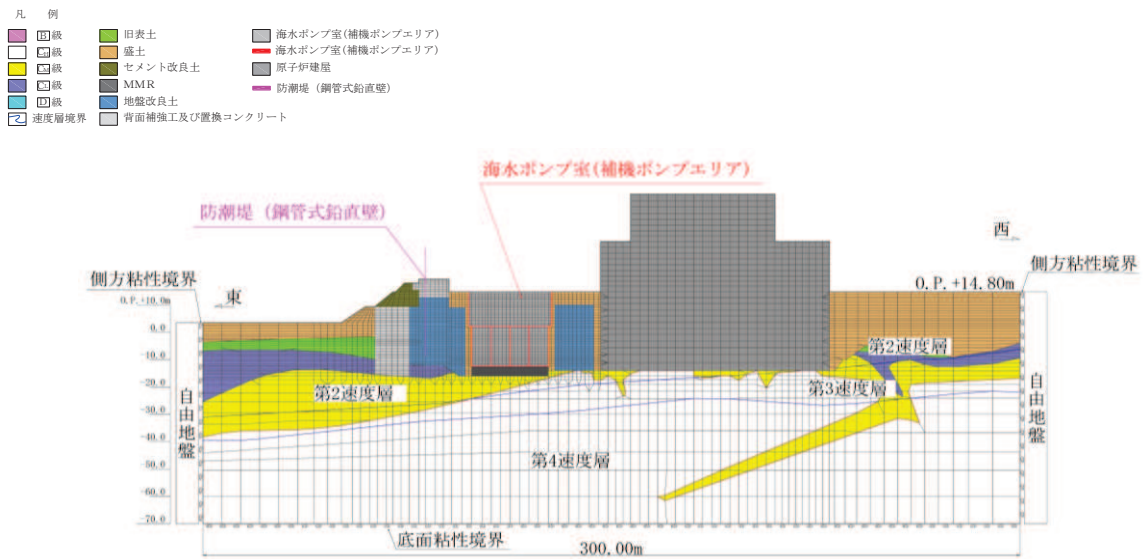 凡 例
B級 旧表土 海水ポンプ室(補機ポンプエリア)
CH級 盛土 海水ポンプ室(補機ポンプエリア)
CM級 セメント改良土 原子炉建屋
CL級 MMR 防潮堤 (鋼管式鉛直壁)
D級 地盤改良土
速度層境界 背面補強工及び置換コンクリート
海水ポンプ室(補機ポンプエリア)
防潮堤 (鋼管式鉛直壁)
西
側方粘性境界 側方粘性境界
O.P.+14.80m
東
O.P.+10.0m
0.0
-10.0
-20.0
-30.0
-40.0
-50.0
-60.0
-70.0
自由地盤
第2速度層
第2速度層
第3速度層
第4速度層
自由地盤
底面粘性境界
300.00m